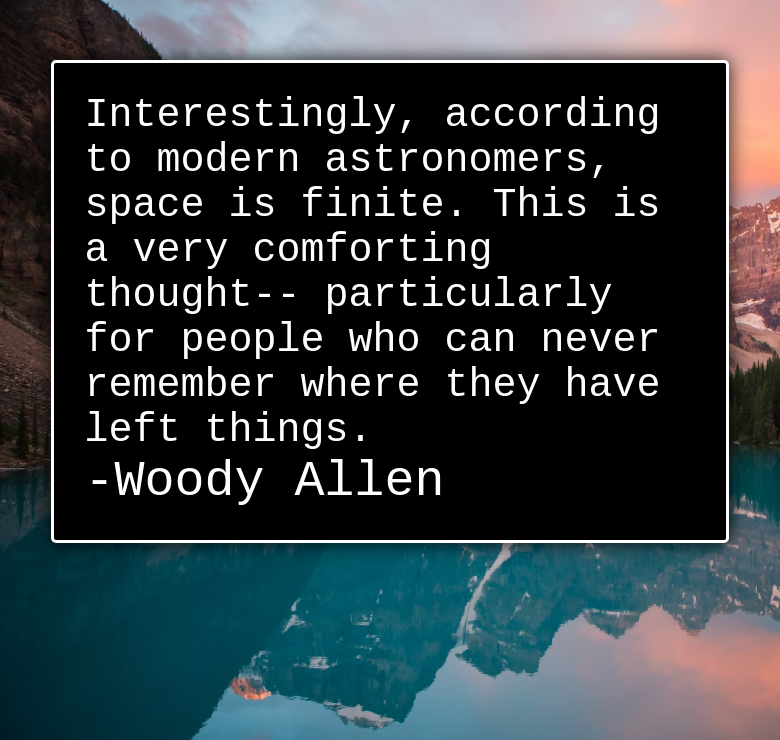 Interestingly, according
to modern astronomers,
space is finite. This is
a very comforting
thought-- particularly
for people who can never
remember where they have
left things.
-Woody Allen